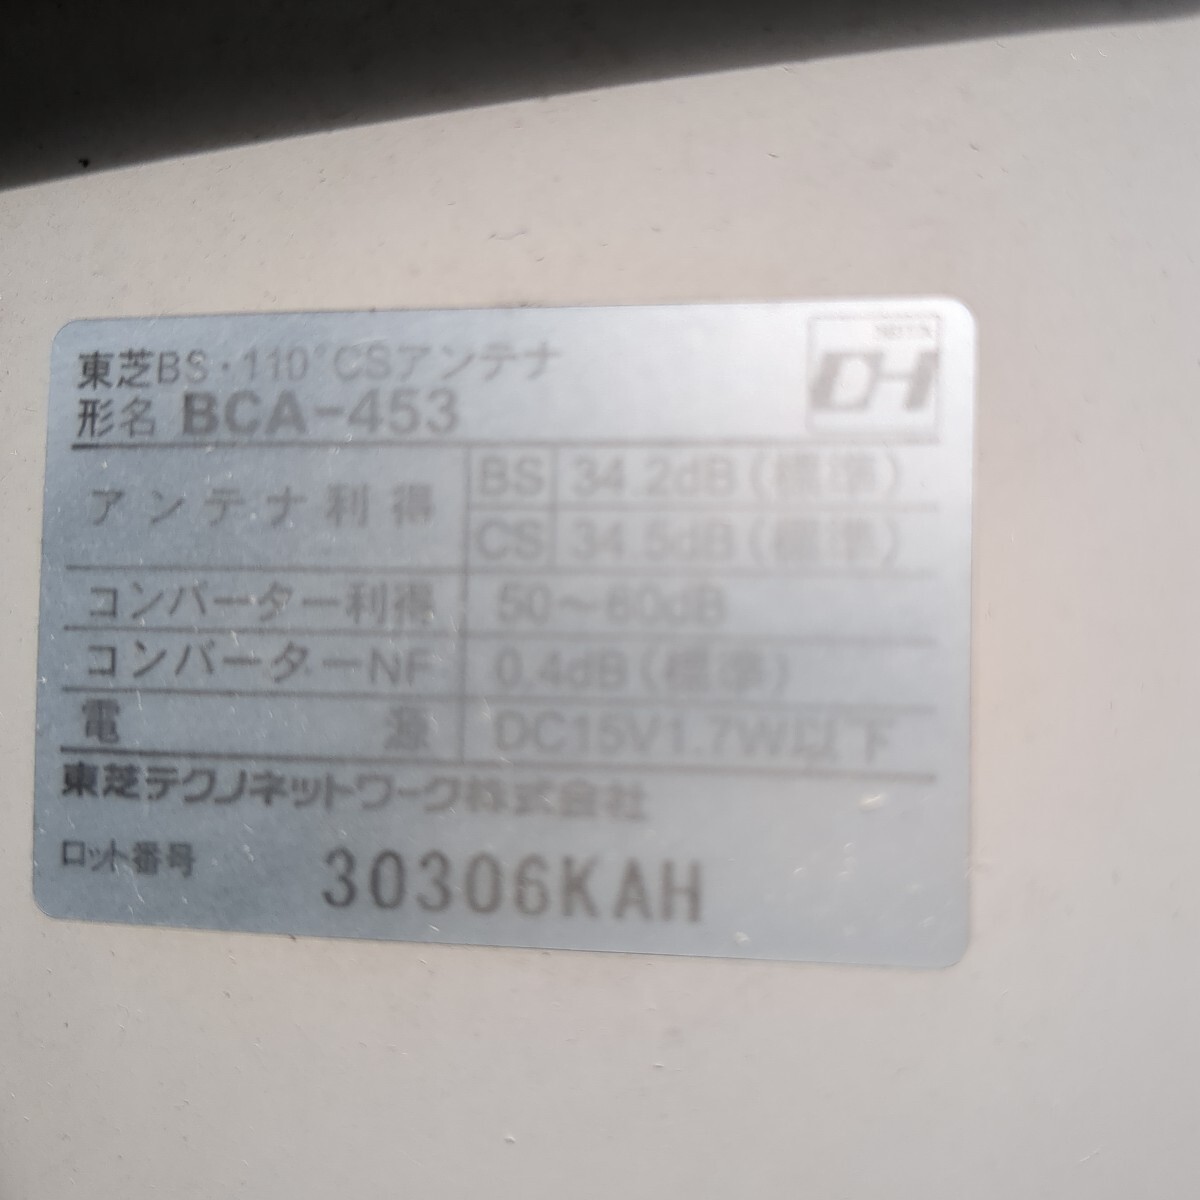 東芝BS・110°CSアンテナ
形名 BCA-453
DH
アンテナ利得 BS 34.2dB(標準)
CS 34.5dB(標準)
コンバーター利得 50～60dB
コンバーターNF 0.4dB(標準)
電源 DC15V1.7W以下
東芝テクノネットワーク株式会社
ロット番号 30306KAH